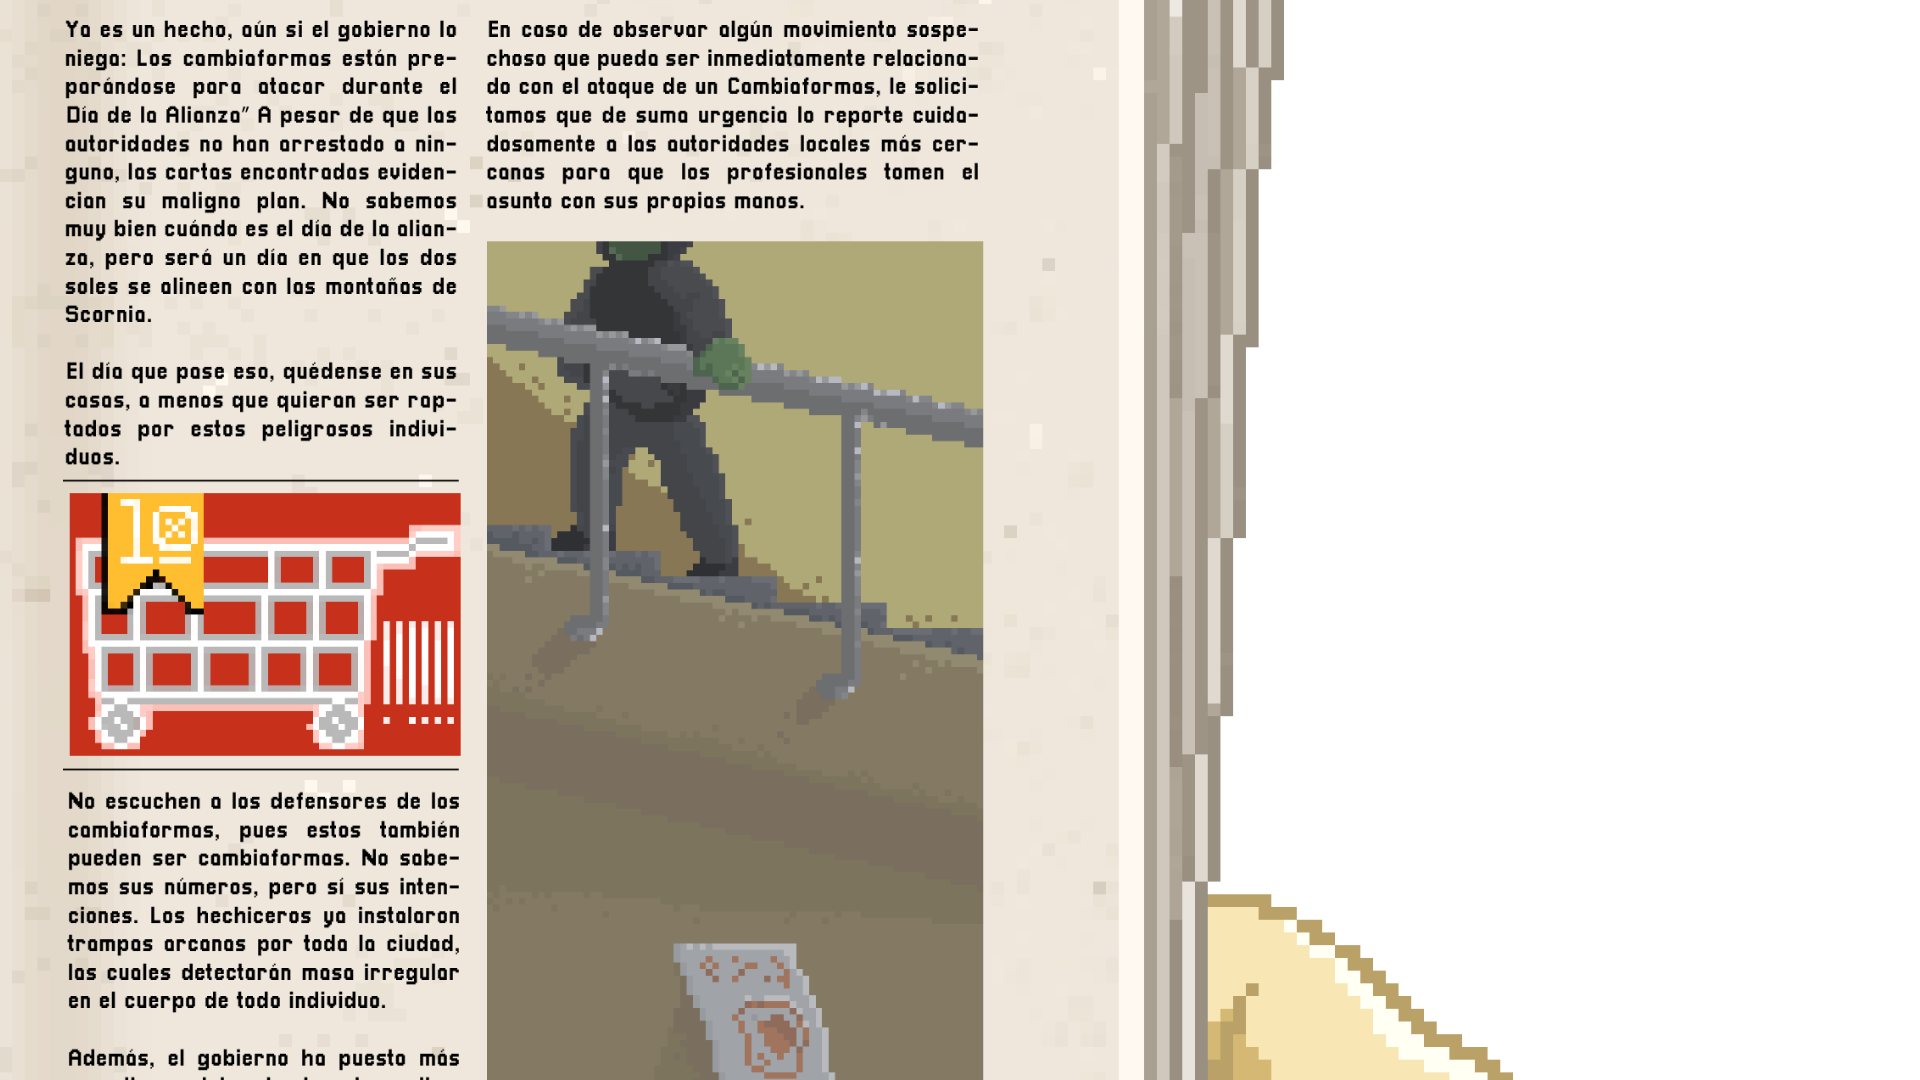 Ya es un hecho, aún si el gobierno lo
niega: Los cambiaformas están pre-
parándose para atacar durante el
Día de la Alianza" A pesar de que las
autoridades no han arrestado a nin-
guno, las cartas encontradas eviden-
cian su maligno plan. No sabemos
muy bien cuándo es el día de la alian-
za, pero será un día en que los dos
soles se alineen con las montañas de
Scornia.
El día que pase eso, quédense en sus
casas, a menos que quieran ser rap-
tados por estos peligrosos indivi-
duos.
10
No escuchen a los defensores de los
cambiaformas, pues estos también
pueden ser cambiaformas. No sabe-
mos sus números, pero sí sus inten-
ciones. Los hechiceros ya instalaron
trampas arcanas por toda la ciudad,
las cuales detectarán masa irregular
en el cuerpo de todo individuo.
Además, el gobierno ha puesto más
En caso de observar algún movimiento sospe-
choso que pueda ser inmediatamente relaciona-
do con el ataque de un Cambiaformas, le solici-
tamos que de suma urgencia lo reporte cuida-
dosamente a las autoridades locales más cer-
canas para que los profesionales tomen el
asunto con sus propias manos.